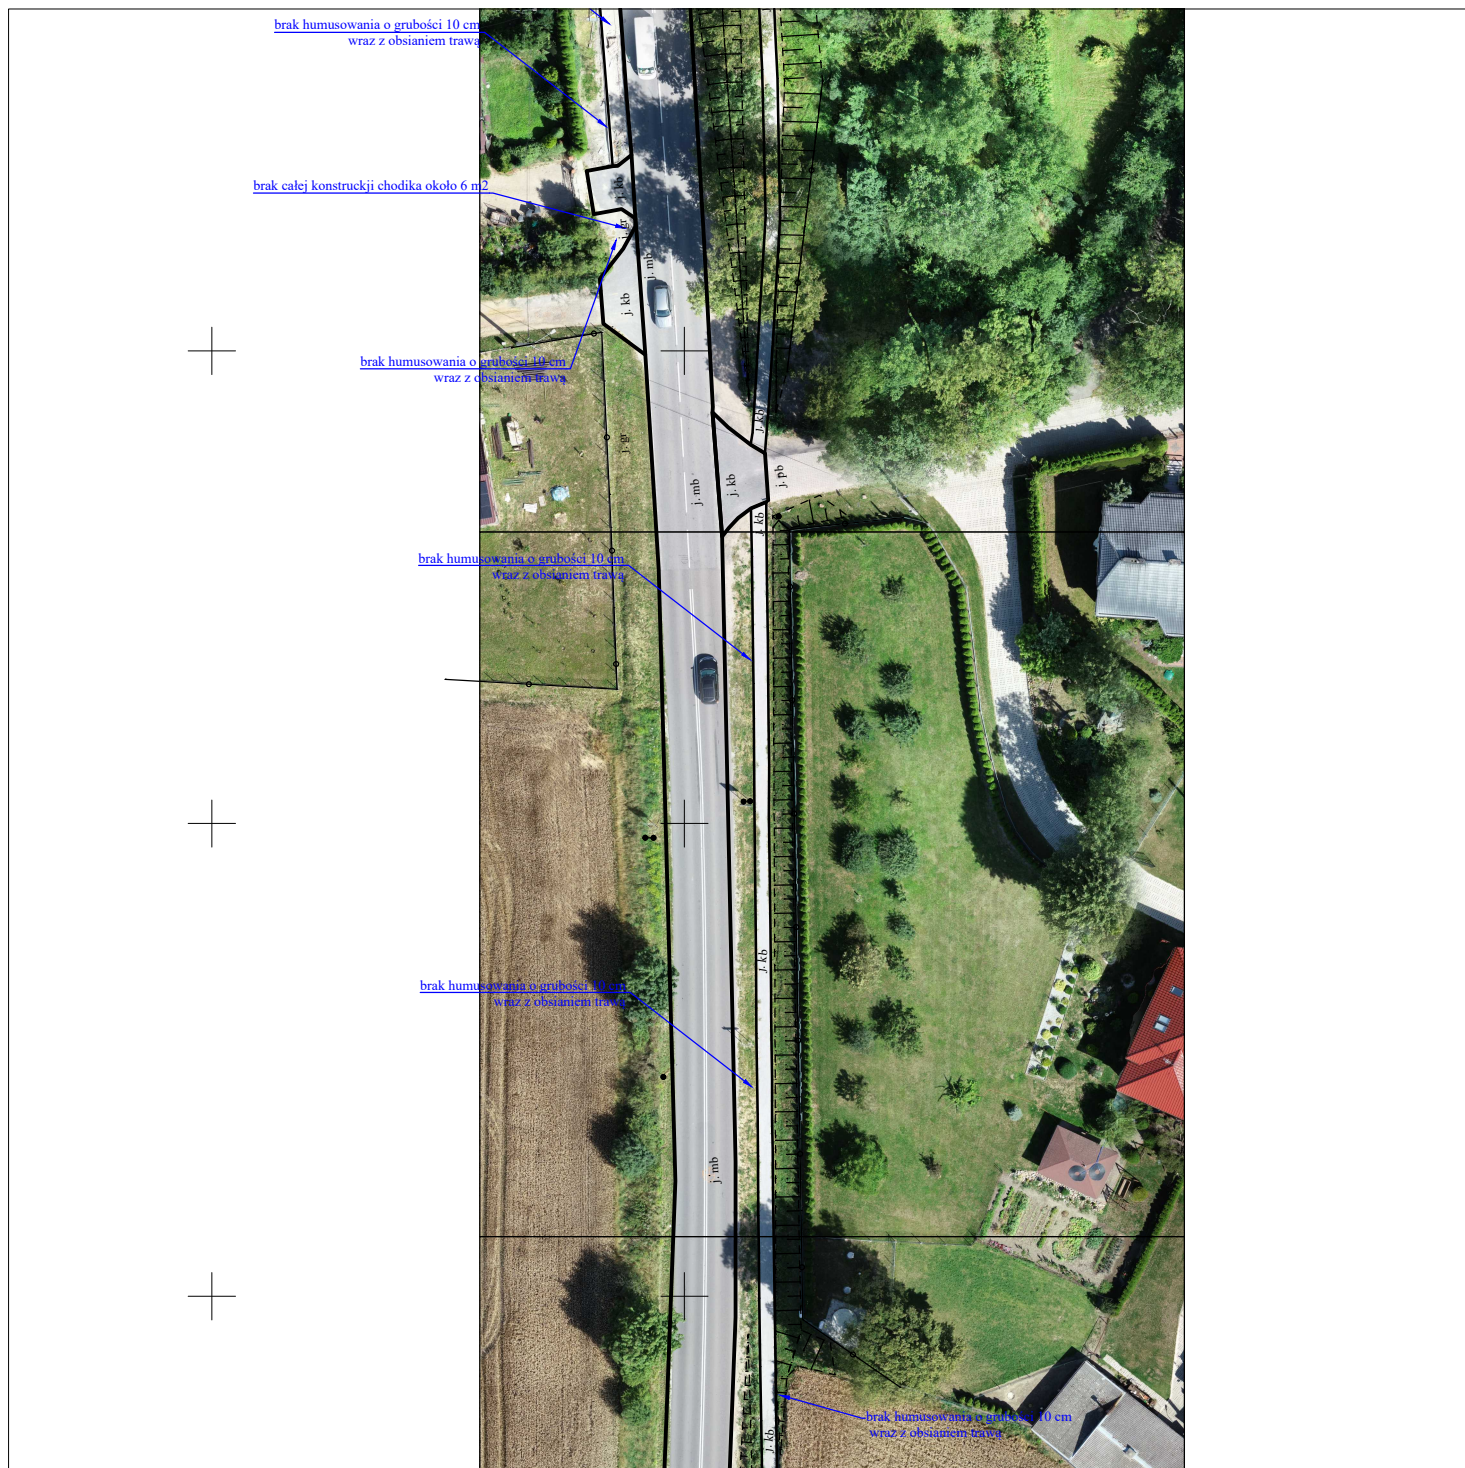 brak humusowania o grubości 10 cm
wraz z obsianiem trawą
brak całej konstrukcji chodika około 6 m2
j. kb
j. gr
j. mb
j. kb
brak humusowania o grubości 10 cm
wraz z obsianiem trawą
j. kb
j. gr
j. mb
j. kb
j. pb
j. kb
brak humusowania o grubości 10 cm
wraz z obsianiem trawą
j. kb
brak humusowania o grubości 10 cm
wraz z obsianiem trawą
j. mb
brak humusowania o grubości 10 cm
wraz z obsianiem trawą
j. kb